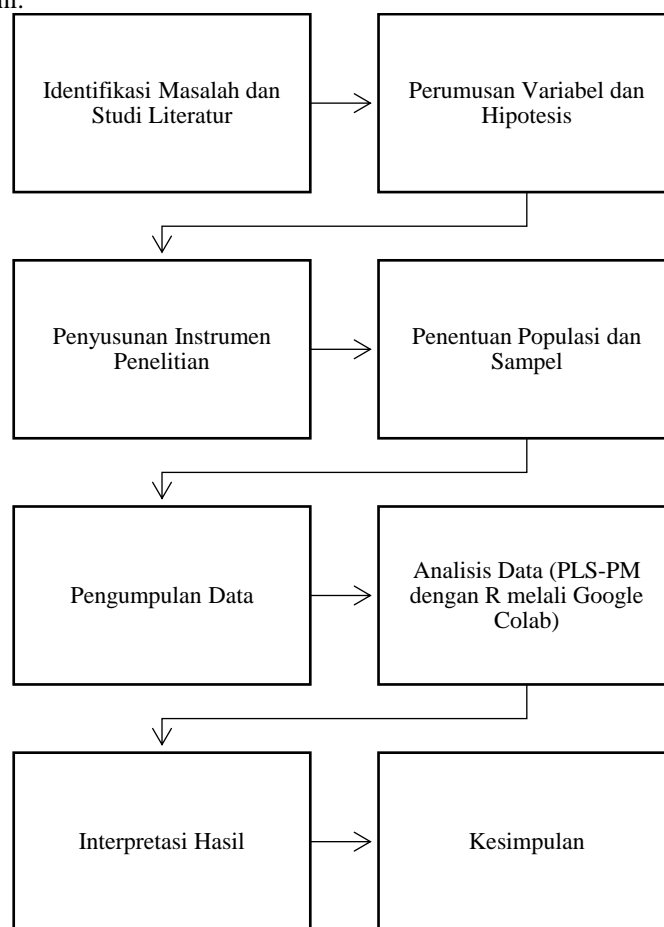 Identifikasi Masalah dan
Studi Literatur
Perumusan Variabel dan
Hipotesis
Penyusunan Instrumen
Penelitian
Penentuan Populasi dan
Sampel
Pengumpulan Data
Analisis Data (PLS-PM
dengan R melali Google
Colab)
Interpretasi Hasil
Kesimpulan